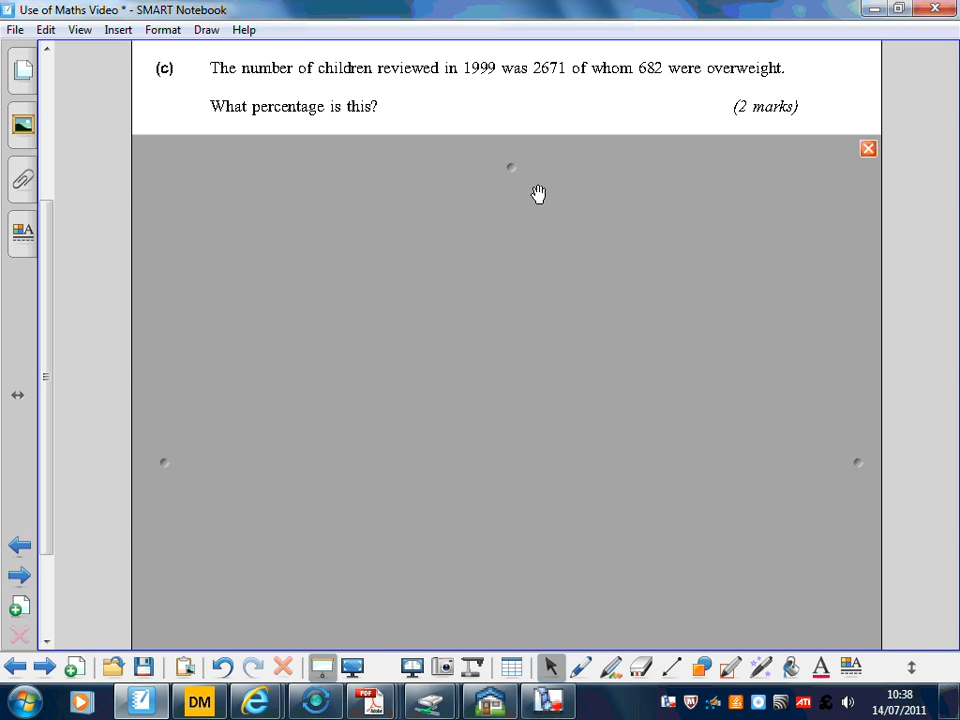 Use of Maths Video * - SMART Notebook
File Edit View Insert Format Draw Help
(c) The number of children reviewed in 1999 was 2671 of whom 682 were overweight.
What percentage is this? (2 marks)
DM
PDF
ATI
10:38
14/07/2011